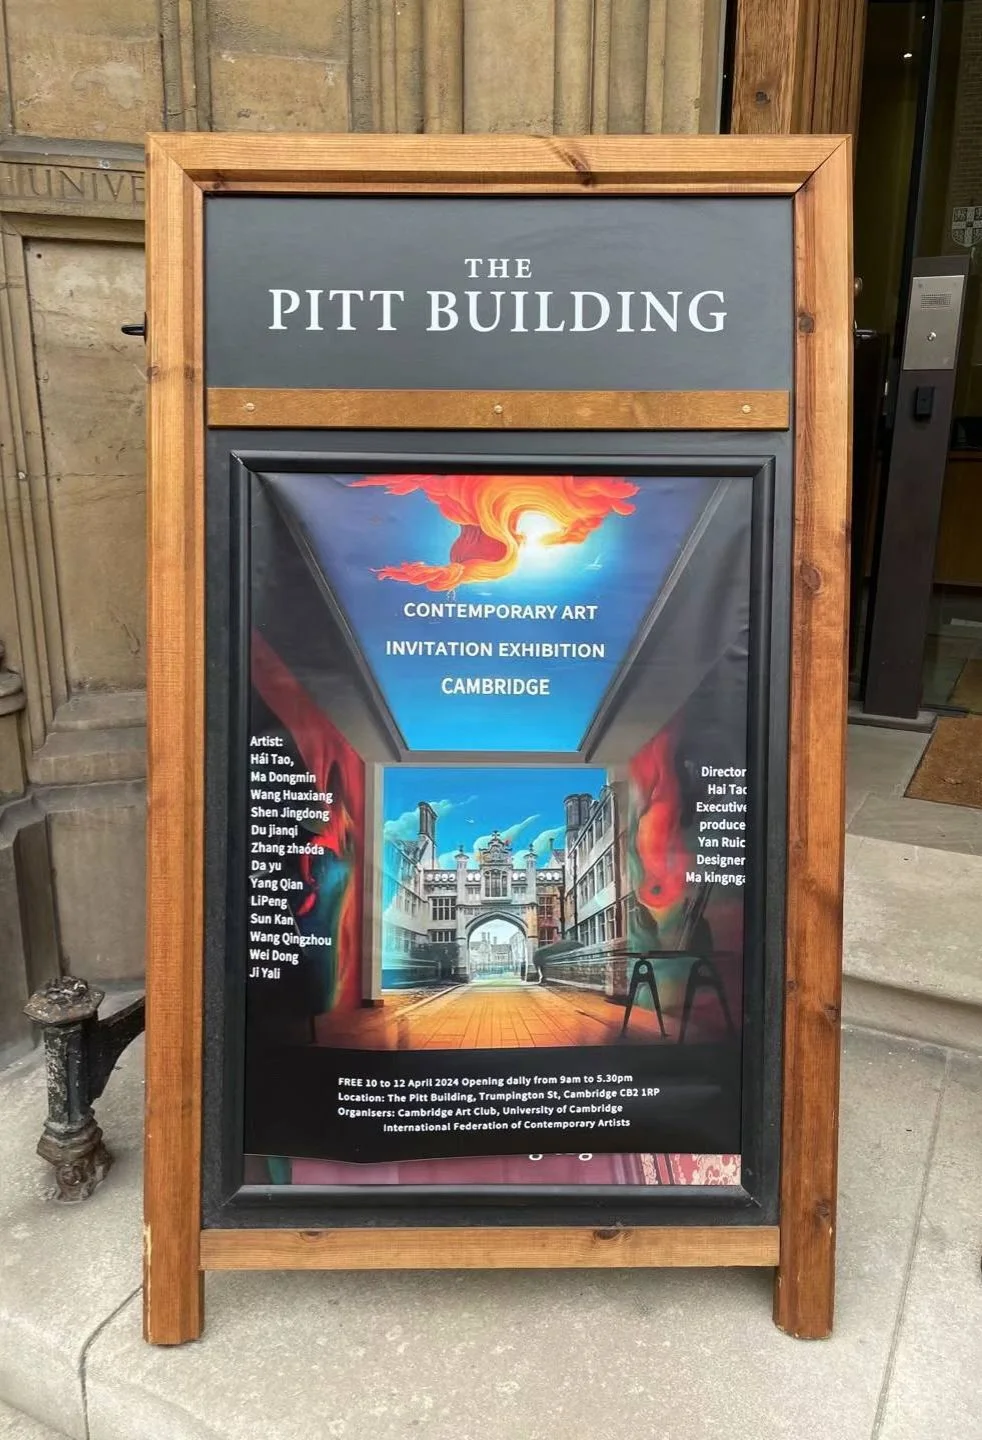 UNIVE
THE
PITT BUILDING
CONTEMPORARY ART
INVITATION EXHIBITION
CAMBRIDGE
Artist:
Hái Tao,
Ma Dongmin
Wang Huaxiang
Shen Jingdong
Du jianqi
Zhang zhaóda
Da yu
Yang Qian
LiPeng
Sun Kan
Wang Qingzhou
Wei Dong
Ji Yali
Director
Hai Tao
Executive
produce
Yan Ruic
Designer
Ma kingnga
FREE 10 to 12 April 2024 Opening daily from 9am to 5.30pm
Location: The Pitt Building, Trumpington St, Cambridge CB2 1RP
Organisers: Cambridge Art Club, University of Cambridge
International Federation of Contemporary Artists